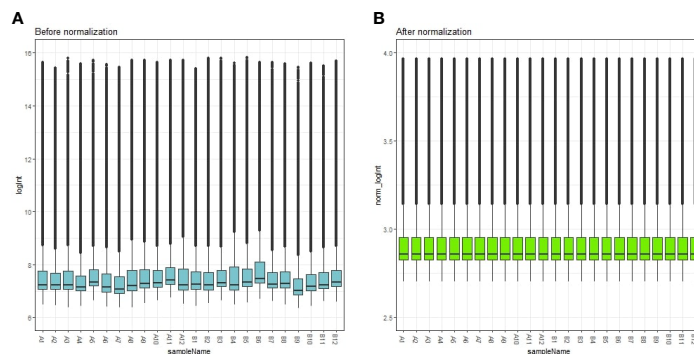 A
Before normalization
logInt
16
14
12
10
8
6
A1
A2
A3
A4
A5
A6
A7
A8
A9
A10
A11
A12
B1
B2
B3
B4
B5
B6
B7
B8
B9
B10
B11
B12
sampleName
B
After normalization
norm_logInt
4.0
3.5
3.0
2.5
A1
A2
A3
A4
A5
A6
A7
A8
A9
A10
A11
A12
B1
B2
B3
B4
B5
B6
B7
B8
B9
B10
B11
sampleName